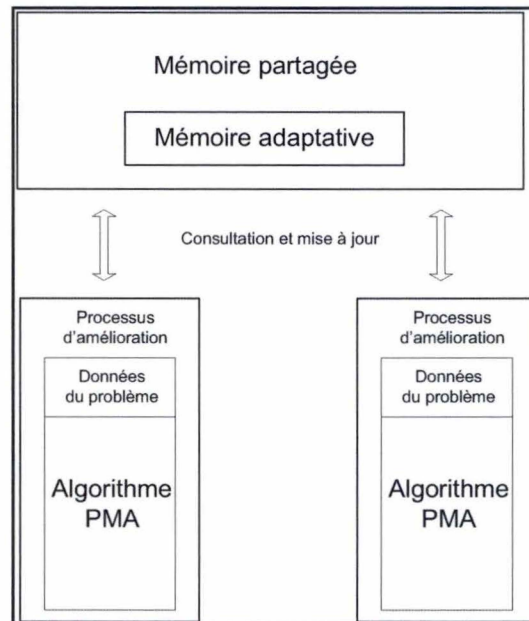 Mémoire partagée
Mémoire adaptative
Consultation et mise à jour
Processus
d'amélioration
Données
du problème
Algorithme
PMA
Processus
d'amélioration
Données
du problème
Algorithme
PMA